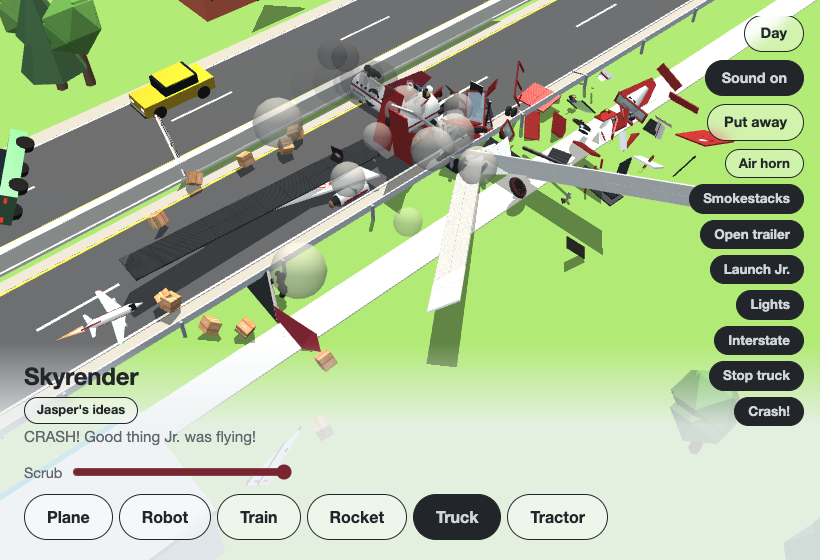 Day
Sound on
Put away
Air horn
Smokestacks
Open trailer
Launch Jr.
Lights
Interstate
Stop truck
Crash!
Skyrender
Jasper's ideas
CRASH! Good thing Jr. was flying!
Scrub
Plane
Robot
Train
Rocket
Truck
Tractor